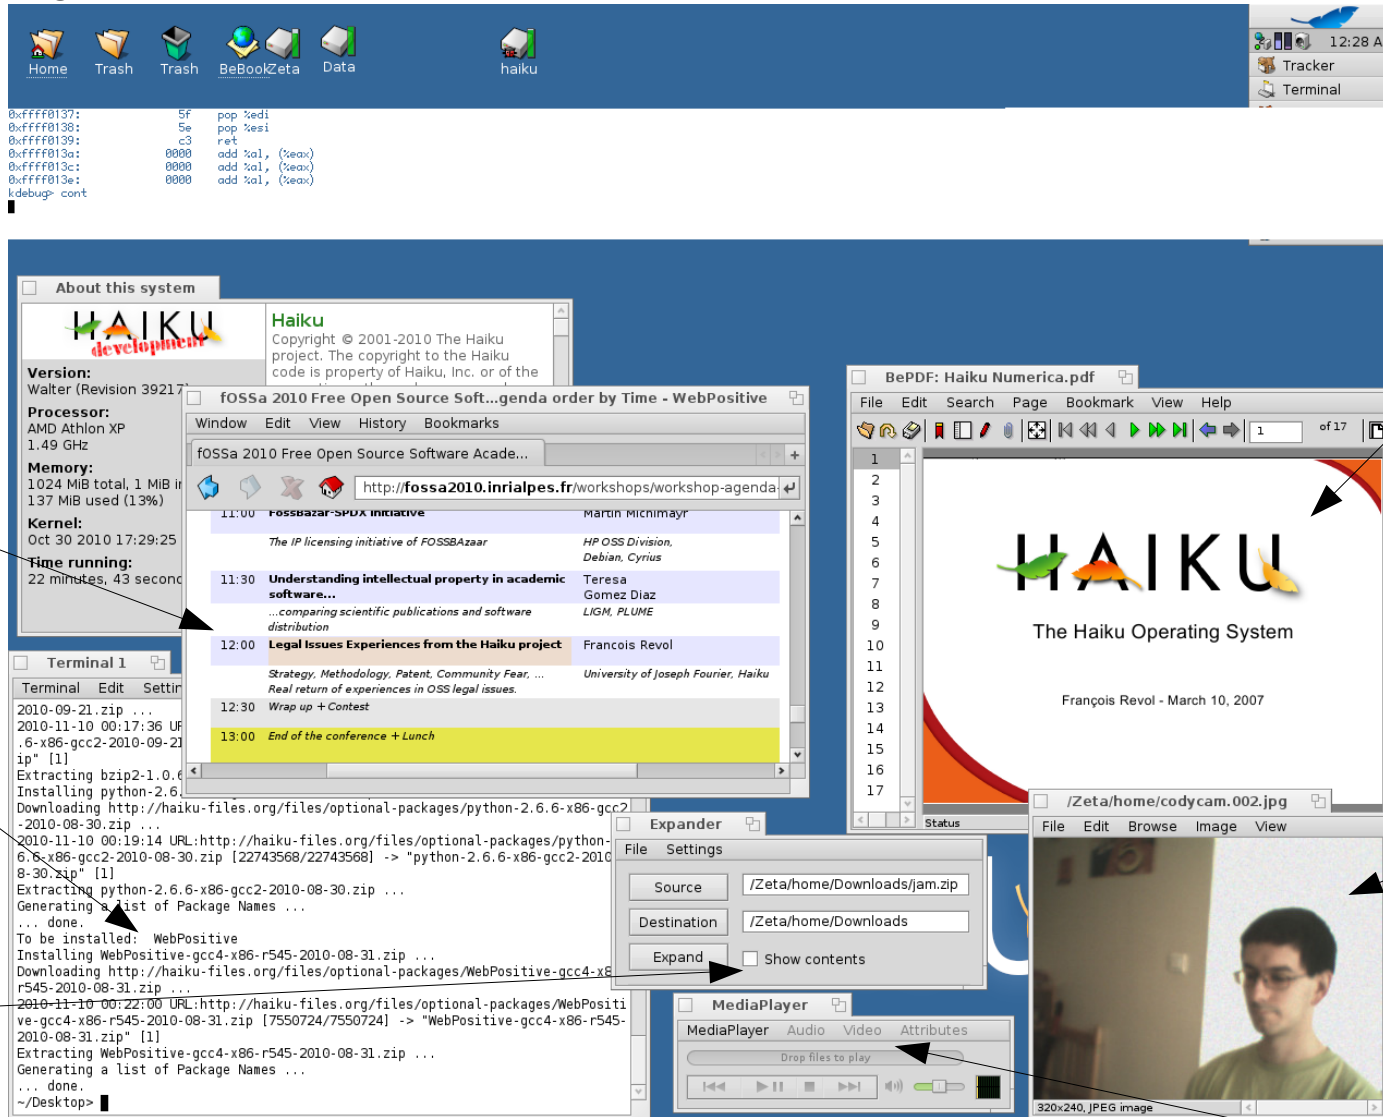 Home
Trash
Trash
BeBook
Zeta
Data
haiku
12:28 A
Tracker
Terminal
0xffff0137: 5f pop %edi
0xffff0138: 5e pop %esi
0xffff0139: c3 ret
0xffff013a: 0000 add %al, (%eax)
0xffff013c: 0000 add %al, (%eax)
0xffff013e: 0000 add %al, (%eax)
kdebug> cont
About this system
HAIKU
development
Version:
Walter (Revision 39217)
Processor:
AMD Athlon XP
1.49 GHz
Memory:
1024 MiB total, 1 MiB i
137 MiB used (13%)
Kernel:
Oct 30 2010 17:29:25
Time running:
22 minutes, 43 second
Haiku
Copyright © 2001-2010 The Haiku
project. The copyright to the Haiku
code is property of Haiku, Inc. or of the
fOSSa 2010 Free Open Source Soft...genda order by Time - WebPositive
Window Edit View History Bookmarks
fOSSa 2010 Free Open Source Software Acade...
http://fossa2010.inrialpes.fr/workshops/workshop-agenda-
11:00 FossBazar-SPDX initiative Martin Michlmayr
The IP licensing initiative of FOSSBAzaar HP OSS Division,
Debian, Cyrius
11:30 Understanding intellectual property in academic Teresa
software... Gomez Diaz
...comparing scientific publications and software LIGM, PLUME
distribution
12:00 Legal Issues Experiences from the Haiku project Francois Revol
Strategy, Methodology, Patent, Community Fear, ... University of Joseph Fourier, Haiku
Real return of experiences in OSS legal issues.
12:30 Wrap up + Contest
13:00 End of the conference + Lunch
BePDF: Haiku Numerica.pdf
File Edit Search Page Bookmark View Help
1 of 17
1
2
3
4
5
6
7
8
9
10
11
12
13
14
15
16
17
HAIKU
The Haiku Operating System
François Revol - March 10, 2007
Status
Terminal 1
Terminal Edit Settin
2010-09-21.zip ...
2010-11-10 00:17:36 UR
.6-x86-gcc2-2010-09-21
ip" [1]
Extracting bzip2-1.0.6
Installing python-2.6.
Downloading http://haiku-files.org/files/optional-packages/python-2.6.6-x86-gcc2
-2010-08-30.zip ...
2010-11-10 00:19:14 URL:http://haiku-files.org/files/optional-packages/python-
6.6-x86-gcc2-2010-08-30.zip [22743568/22743568] -> "python-2.6.6-x86-gcc2-2010
8-30.zip" [1]
Extracting python-2.6.6-x86-gcc2-2010-08-30.zip ...
Generating a list of Package Names ...
... done.
To be installed: WebPositive
Installing WebPositive-gcc4-x86-r545-2010-08-31.zip ...
Downloading http://haiku-files.org/files/optional-packages/WebPositive-gcc4-x8
r545-2010-08-31.zip ...
2010-11-10 00:22:00 URL:http://haiku-files.org/files/optional-packages/WebPositi
ve-gcc4-x86-r545-2010-08-31.zip [7550724/7550724] -> "WebPositive-gcc4-x86-r545-
2010-08-31.zip" [1]
Extracting WebPositive-gcc4-x86-r545-2010-08-31.zip ...
Generating a list of Package Names ...
... done.
~/Desktop>
Expander
File Settings
Source /Zeta/home/Downloads/jam.zip
Destination /Zeta/home/Downloads
Expand Show contents
MediaPlayer
MediaPlayer Audio Video Attributes
Drop files to play
/Zeta/home/codycam.002.jpg
File Edit Browse Image View
320x240, JPEG image